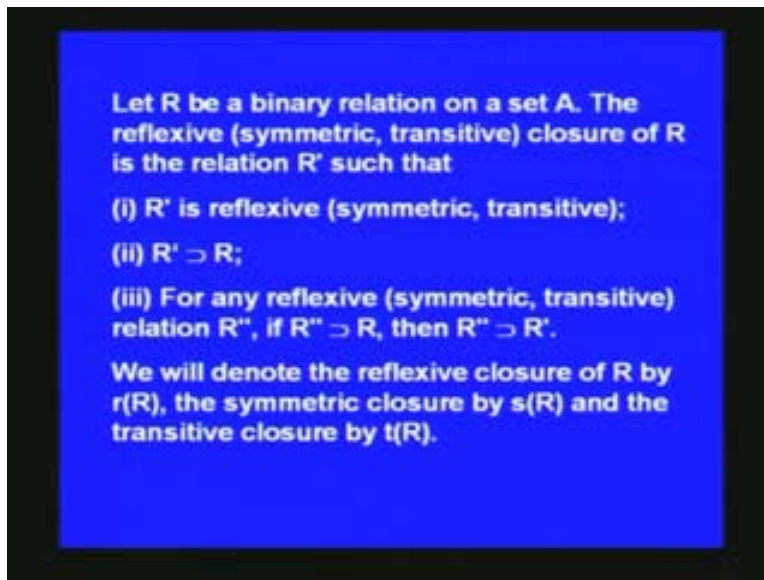 Let R be a binary relation on a set A. The
reflexive (symmetric, transitive) closure of R
is the relation R' such that
(i) R' is reflexive (symmetric, transitive);
(ii) R' ⊃ R;
(iii) For any reflexive (symmetric, transitive)
relation R", if R" ⊃ R, then R" ⊃ R'.
We will denote the reflexive closure of R by
r(R), the symmetric closure by s(R) and the
transitive closure by t(R).